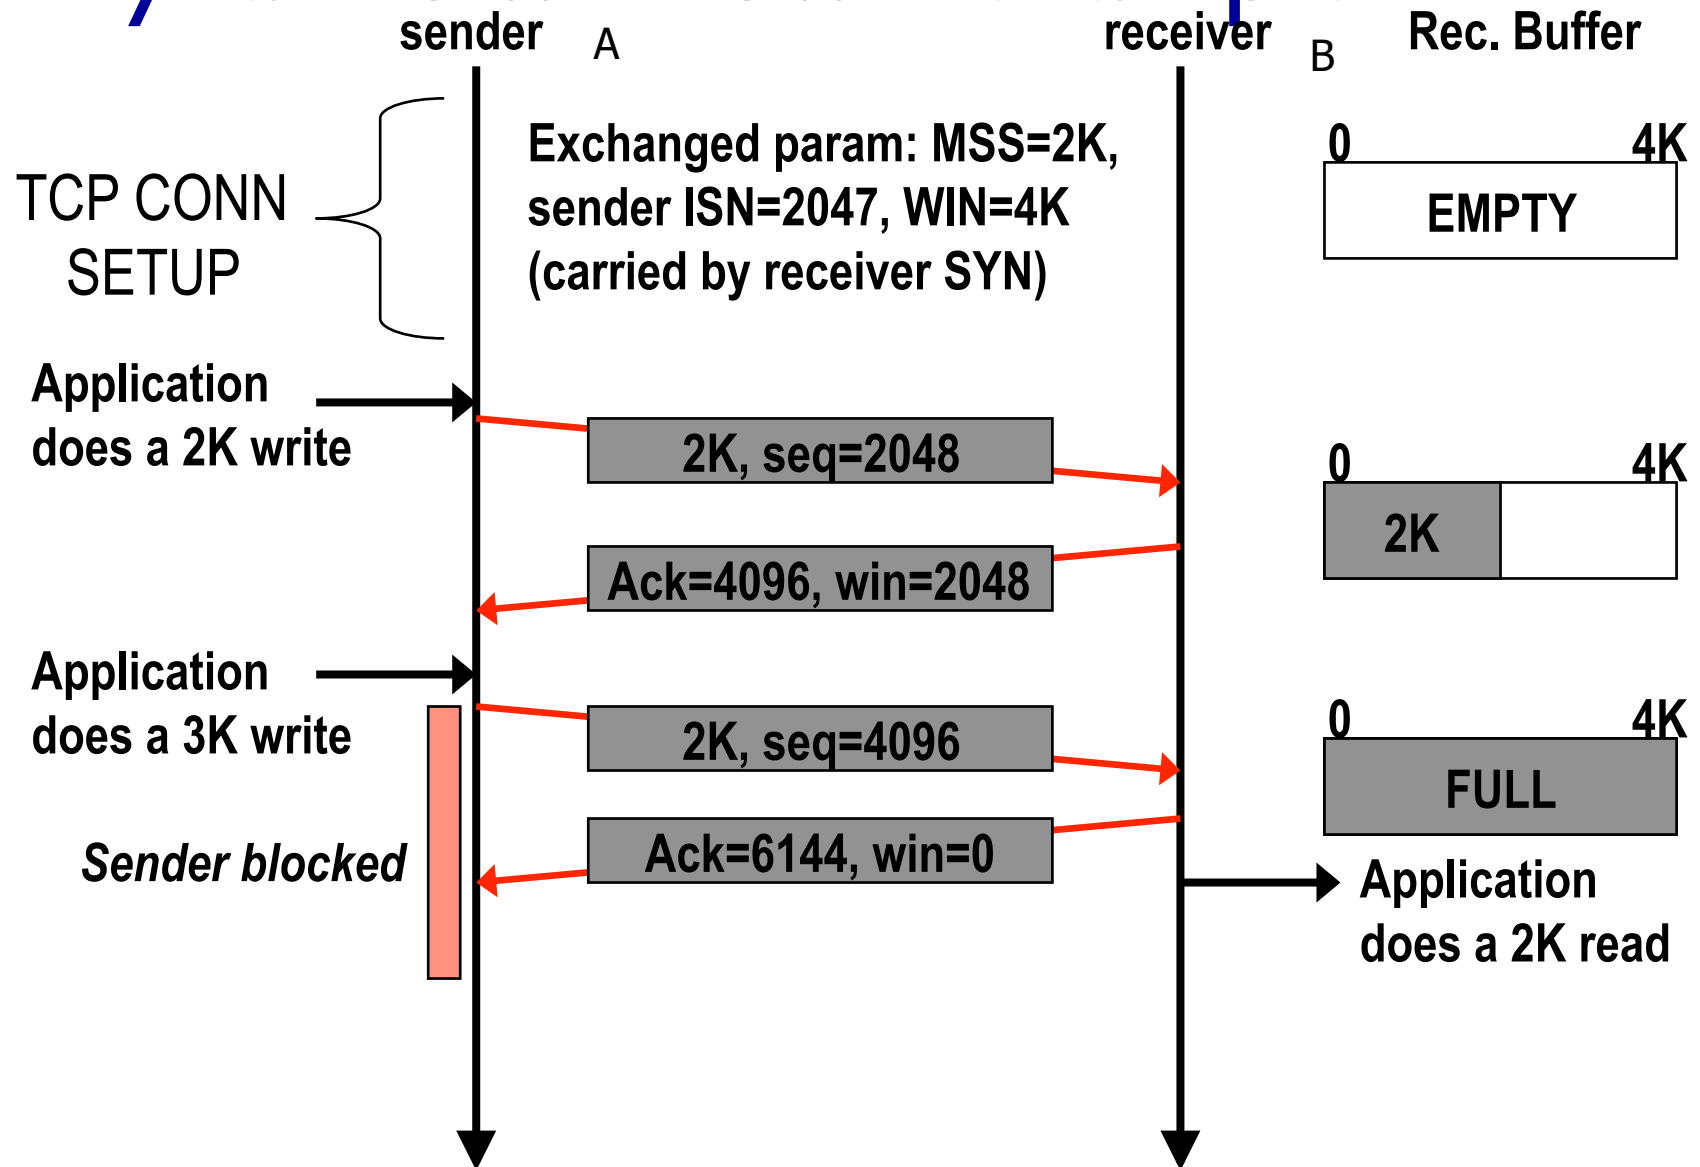 sender
A
receiver
B
Rec. Buffer
TCP CONN
SETUP
Exchanged param: MSS=2K,
sender ISN=2047, WIN=4K
(carried by receiver SYN)
0 4K
EMPTY
Application
does a 2K write
2K, seq=2048
0 4K
2K
Ack=4096, win=2048
Application
does a 3K write
2K, seq=4096
0 4K
FULL
Sender blocked
Ack=6144, win=0
Application
does a 2K read